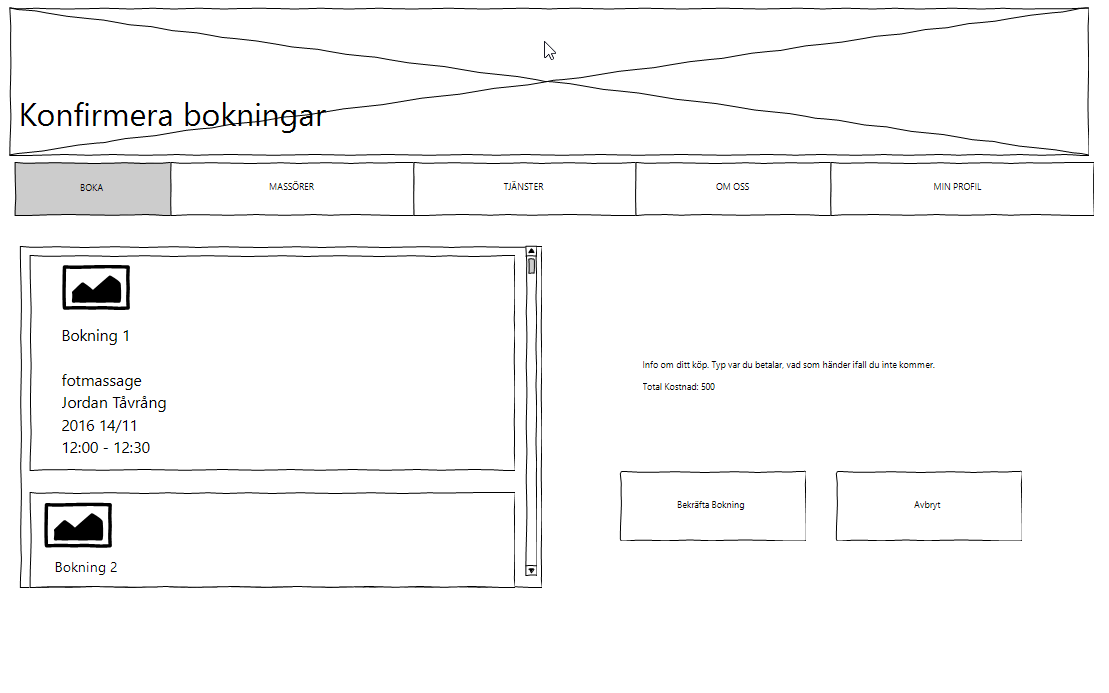 Konfirmera bokningar
BOKA
MASSÖRER
TJÄNSTER
OM OSS
MIN PROFIL
Bokning 1
fotmassage
Jordan Tåvrång
2016 14/11
12:00 - 12:30
Bokning 2
Info om ditt köp. Typ var du betalar, vad som händer ifall du inte kommer.
Total Kostnad: 500
Bekräfta Bokning
Avbryt